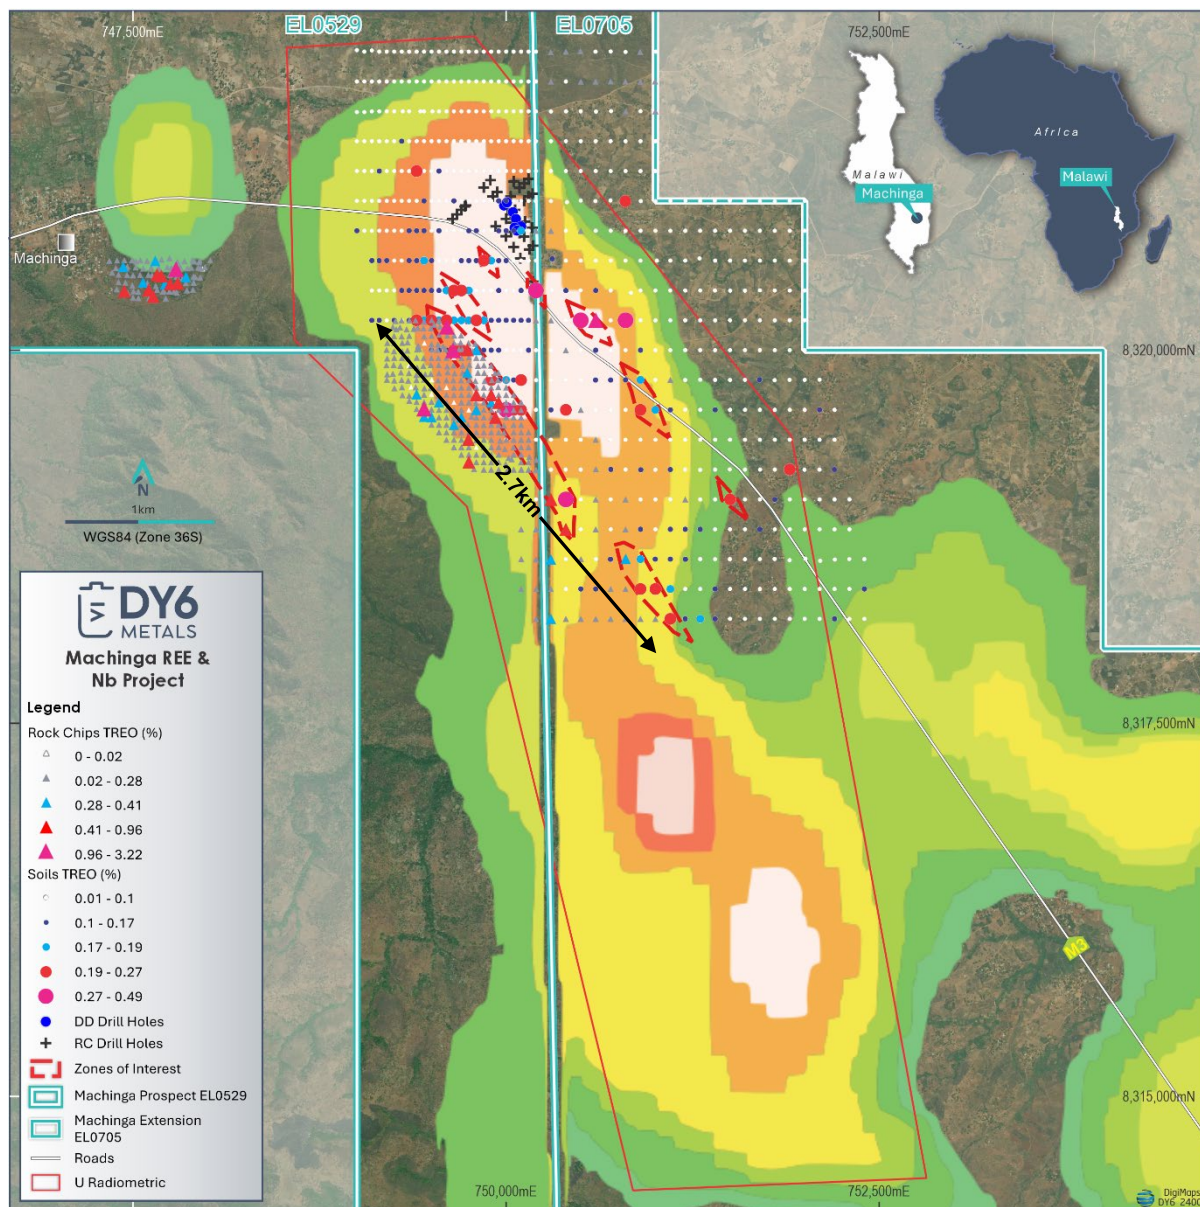 747,500mE
EL0529
EL0705
752,500mE
Africa
Malawi
Machinga
Malawi
Machinga
8,320,000mN
2.7km
N
1km
WGS84 (Zone 36S)
DY6
METALS
Machinga REE &
Nb Project
Legend
Rock Chips TREO (%)
0 - 0.02
0.02 - 0.28
0.28 - 0.41
0.41 - 0.96
0.96 - 3.22
Soils TREO (%)
0.01 - 0.1
0.1 - 0.17
0.17 - 0.19
0.19 - 0.27
0.27 - 0.49
DD Drill Holes
RC Drill Holes
Zones of Interest
Machinga Prospect EL0529
Machinga Extension
EL0705
Roads
U Radiometric
8,317,500mN
M3
8,315,000mN
750,000mE
752,500mE
DigiMaps
DY6_2400